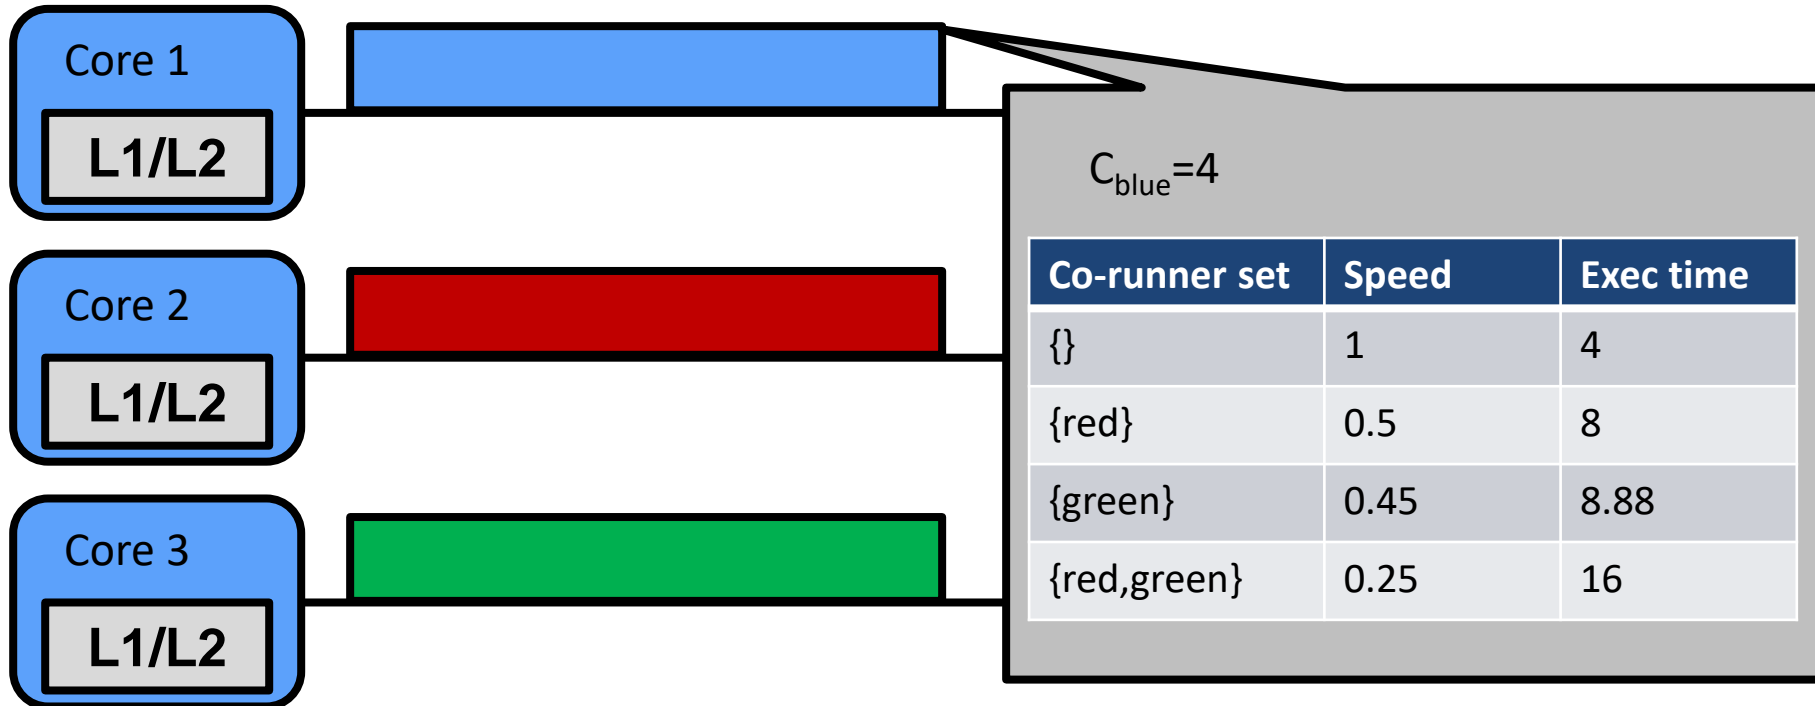 Core 1
L1/L2
Core 2
L1/L2
Core 3
L1/L2
C_blue=4
Co-runner set Speed Exec time
{} 1 4
{red} 0.5 8
{green} 0.45 8.88
{red,green} 0.25 16